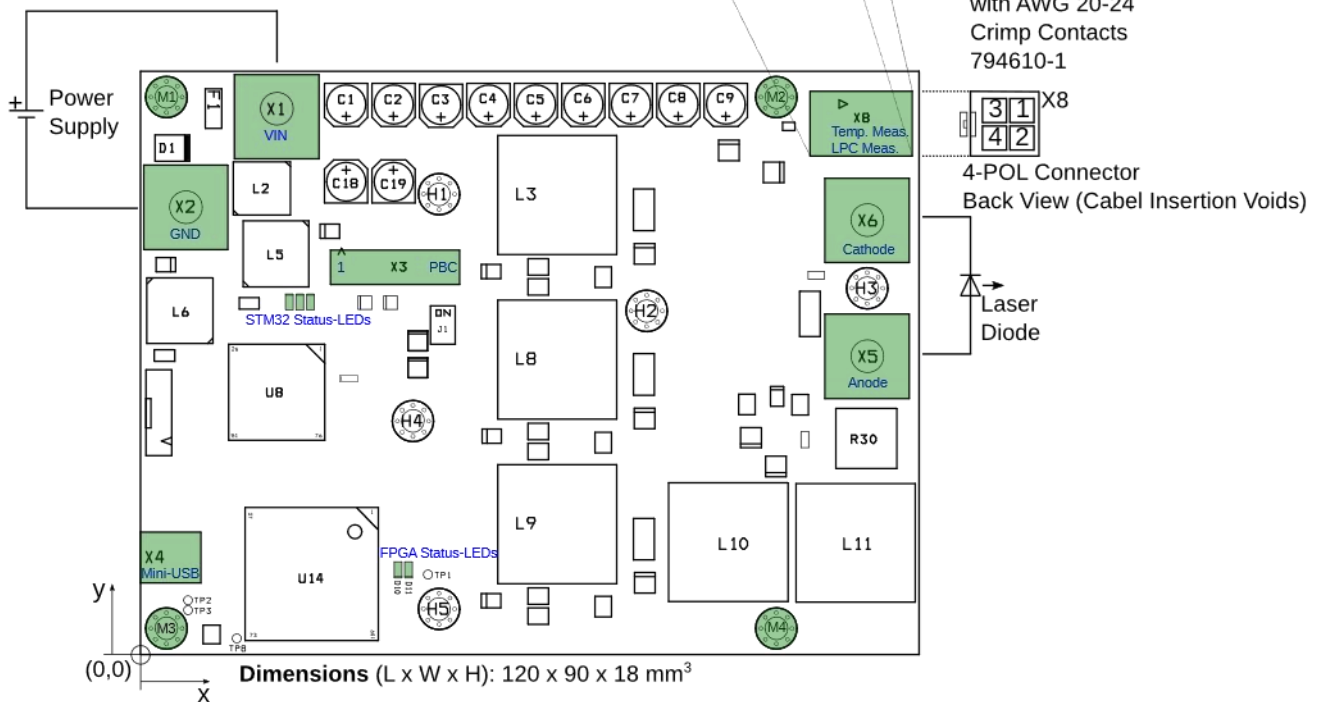 with AWG 20-24
Crimp Contacts
794610-1
+
Power
Supply
M1
F1
X1
VIN
C1
+
C2
+
C3
+
C4
+
C5
+
C6
+
C7
+
C8
+
C9
+
M2
X8
Temp. Meas.
LPC Meas.
3 1
4 2
X8
4-POL Connector
Back View (Cabel Insertion Voids)
D1
X2
GND
L2
+
C18
+
C19
H1
L3
X6
Cathode
L5
1 X3 PBC
H3
Laser
Diode
L6
STM32 Status-LEDs
ON
J1
H2
L8
X5
Anode
U8
H4
R30
L9
L10
L11
X4
Mini-USB
U14
FPGA Status-LEDs
D10
D11
TP1
H5
TP2
TP3
M3
TP8
M4
y
(0,0)
x
Dimensions (L x W x H): 120 x 90 x 18 mm³